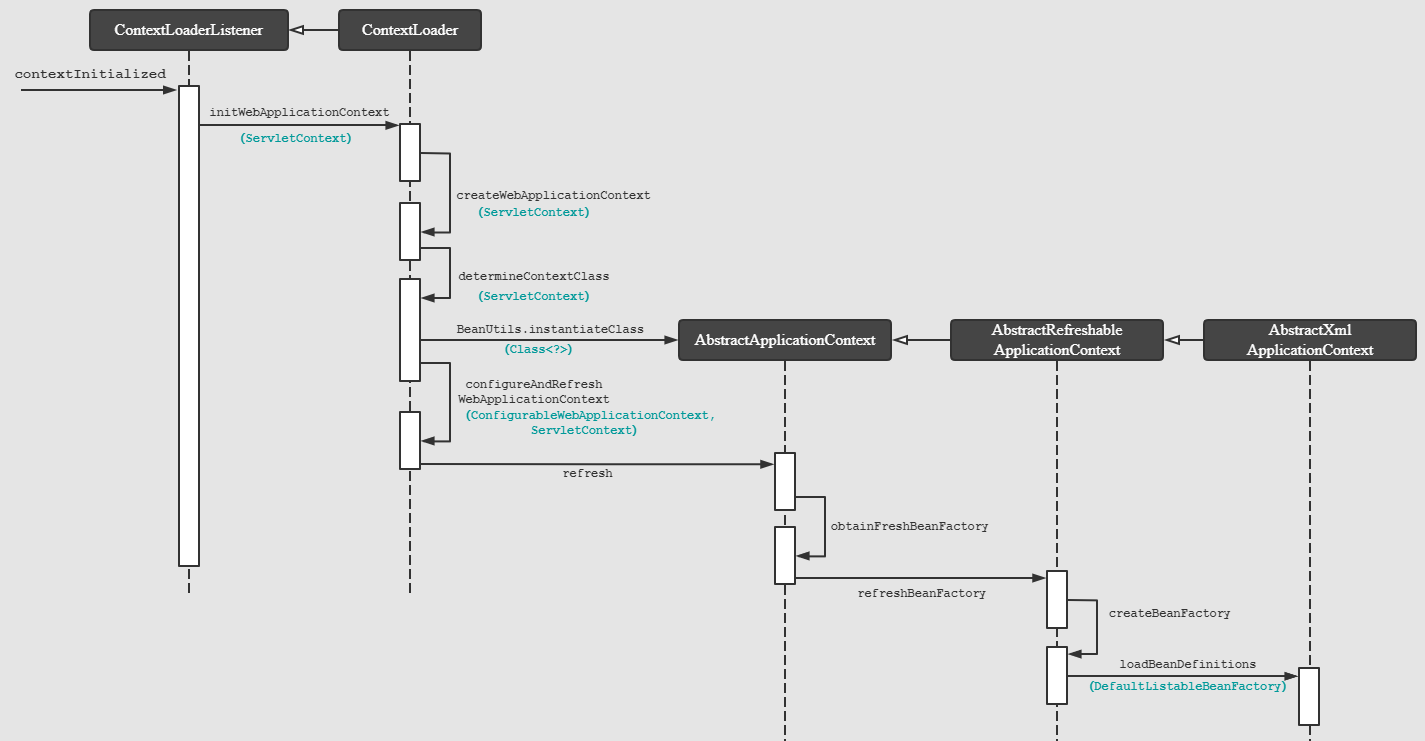 ContextLoaderListener
ContextLoader
contextInitialized
initWebApplicationContext
(ServletContext)
createWebApplicationContext
(ServletContext)
determineContextClass
(ServletContext)
BeanUtils.instantiateClass
(Class<?>)
AbstractApplicationContext
AbstractRefreshable
ApplicationContext
AbstractXml
ApplicationContext
configureAndRefresh
WebApplicationContext
(ConfigurableWebApplicationContext,
ServletContext)
refresh
obtainFreshBeanFactory
refreshBeanFactory
createBeanFactory
loadBeanDefinitions
(DefaultListableBeanFactory)